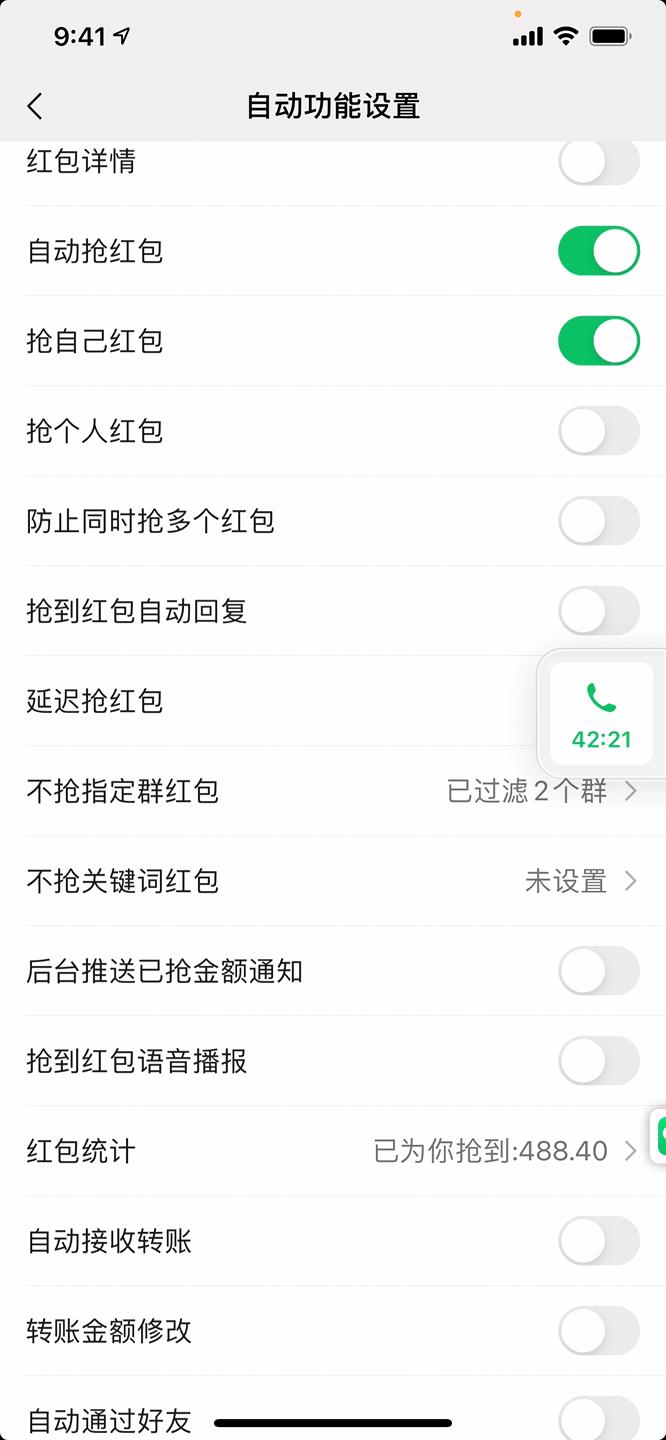 9:41
自动功能设置
红包详情
自动抢红包
抢自己红包
抢个人红包
防止同时抢多个红包
抢到红包自动回复
延迟抢红包
42:21
不抢指定群红包 已过滤2个群
不抢关键词红包 未设置
后台推送已抢金额通知
抢到红包语音播报
红包统计 已为你抢到:488.40
自动接收转账
转账金额修改
自动通过好友